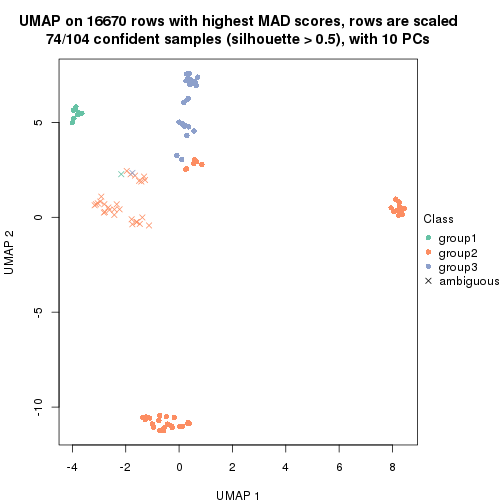 UMAP on 16670 rows with highest MAD scores, rows are scaled
74/104 confident samples (silhouette > 0.5), with 10 PCs
5
0
-5
-10
UMAP 2
-4
-2
0
2
4
6
8
UMAP 1
Class
group1
group2
group3
ambiguous